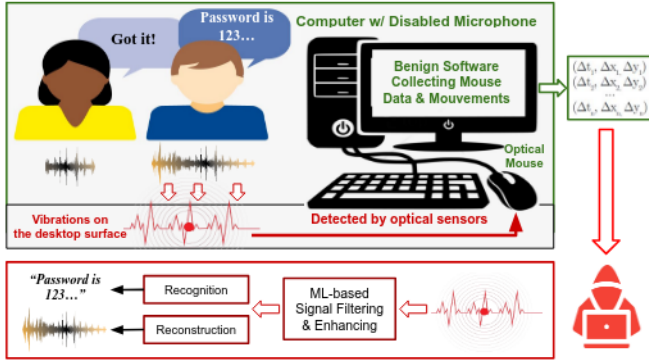 Got it!
Password is
123...
Computer w/ Disabled Microphone
Benign Software
Collecting Mouse
Data & Mouvements
Optical
Mouse
(Δt₁, Δx₁, Δy₁)
(Δt₂, Δx₂, Δy₂)
...
(Δtₙ, Δxₙ, Δyₙ)
Vibrations on
the desktop surface
Detected by optical sensors
“Password is
123...”
Recognition
Reconstruction
ML-based
Signal Filtering
& Enhancing